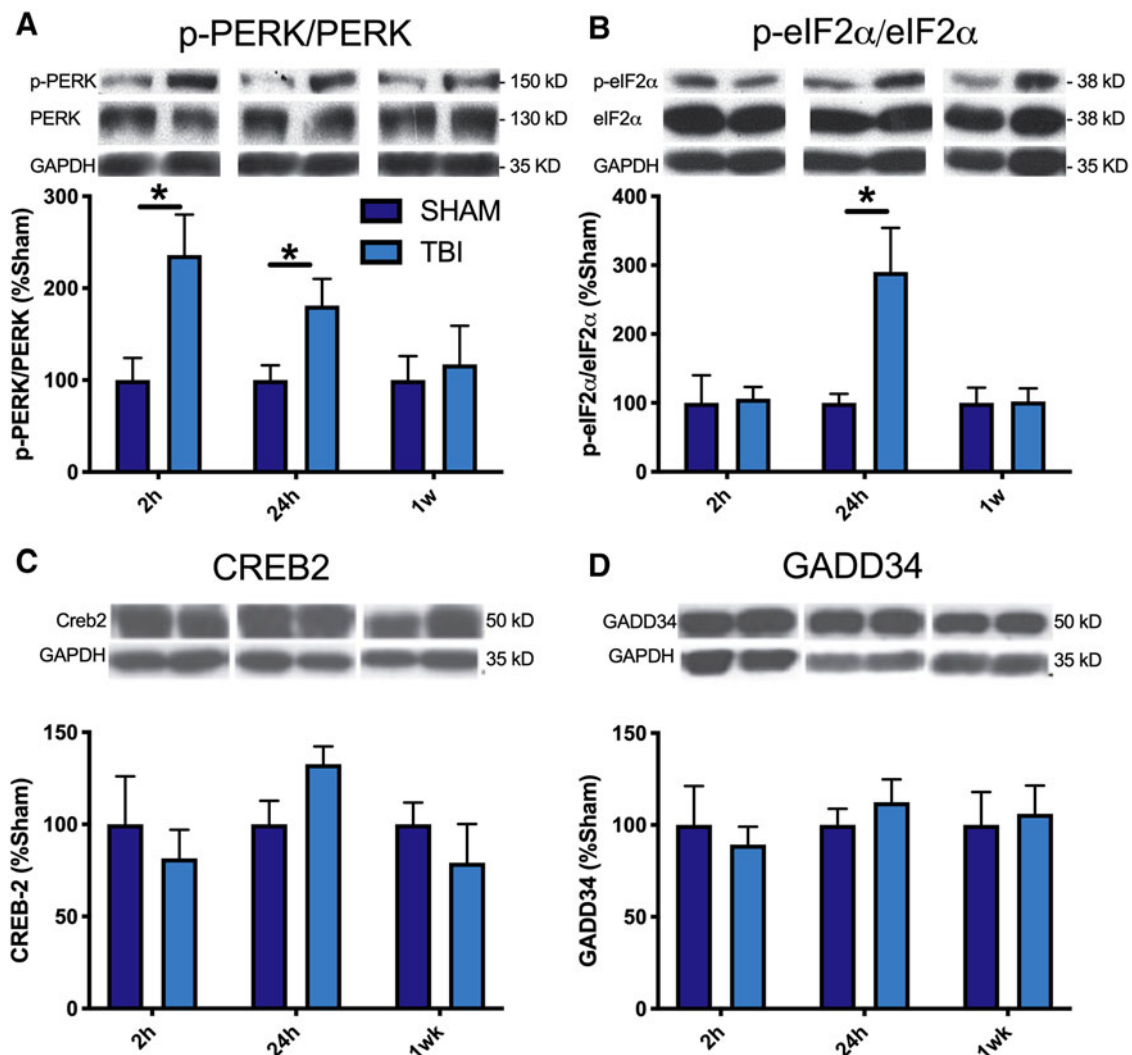 A
p-PERK/PERK
p-PERK
- 150 kD
PERK
- 130 kD
GAPDH
- 35 KD
p-PERK/PERK (%Sham)
300
200
100
0
*
*
SHAM
TBI
2h
24h
1w
B
p-eIF2α/eIF2α
p-eIF2α
- 38 kD
eIF2α
- 38 kD
GAPDH
- 35 KD
p-eIF2α/eIF2α (%Sham)
400
300
200
100
0
*
2h
24h
1w
C
CREB2
Creb2
50 kD
GAPDH
35 kD
CREB-2 (%Sham)
150
100
50
0
2h
24h
1wk
D
GADD34
GADD34
50 kD
GAPDH
35 kD
GADD34 (%Sham)
150
100
50
0
2h
24h
1wk